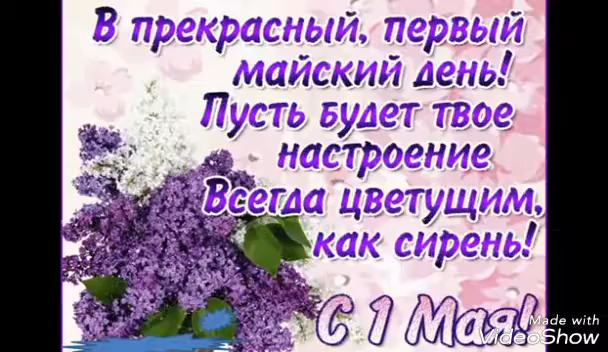 В прекрасный, первый
майский день!
Пусть будет твое
настроение
Всегда цветущим,
как сирень!
С 1 Мая!
Made with
VideoShow